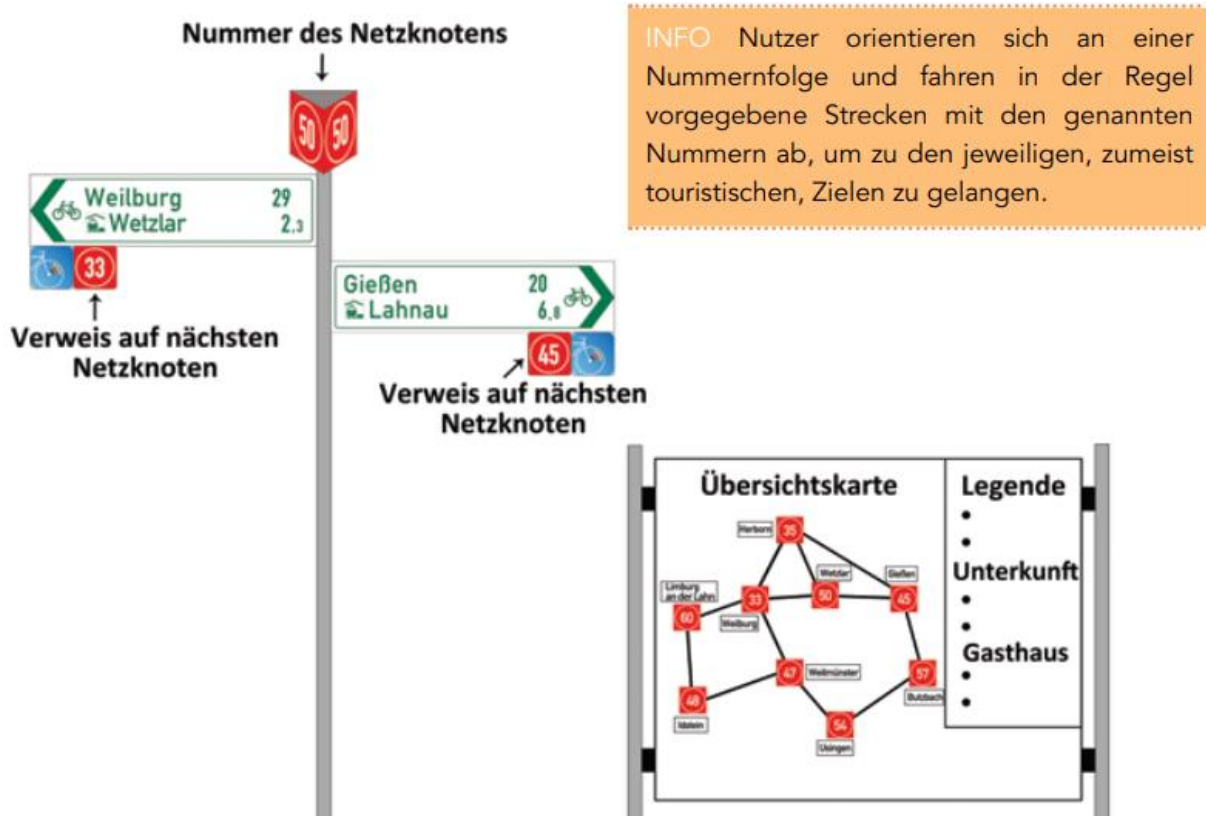 Nummer des Netzknotens
50 50
Weilburg 29
Wetzlar 2,3
33
Verweis auf nächsten
Netzknoten
Gießen 20
Lahnau 6,8
45
Verweis auf nächsten
Netzknoten
INFO Nutzer orientieren sich an einer
Nummernfolge und fahren in der Regel
vorgegebene Strecken mit den genannten
Nummern ab, um zu den jeweiligen, zumeist
touristischen, Zielen zu gelangen.
Übersichtskarte
Herborn
35
Wetzlar
50
Gießen
45
Limburg
an der Lahn
60
33
Weilburg
47
Weilmünster
57
Butzbach
48
Idstein
54
Usingen
Legende
Unterkunft
Gasthaus